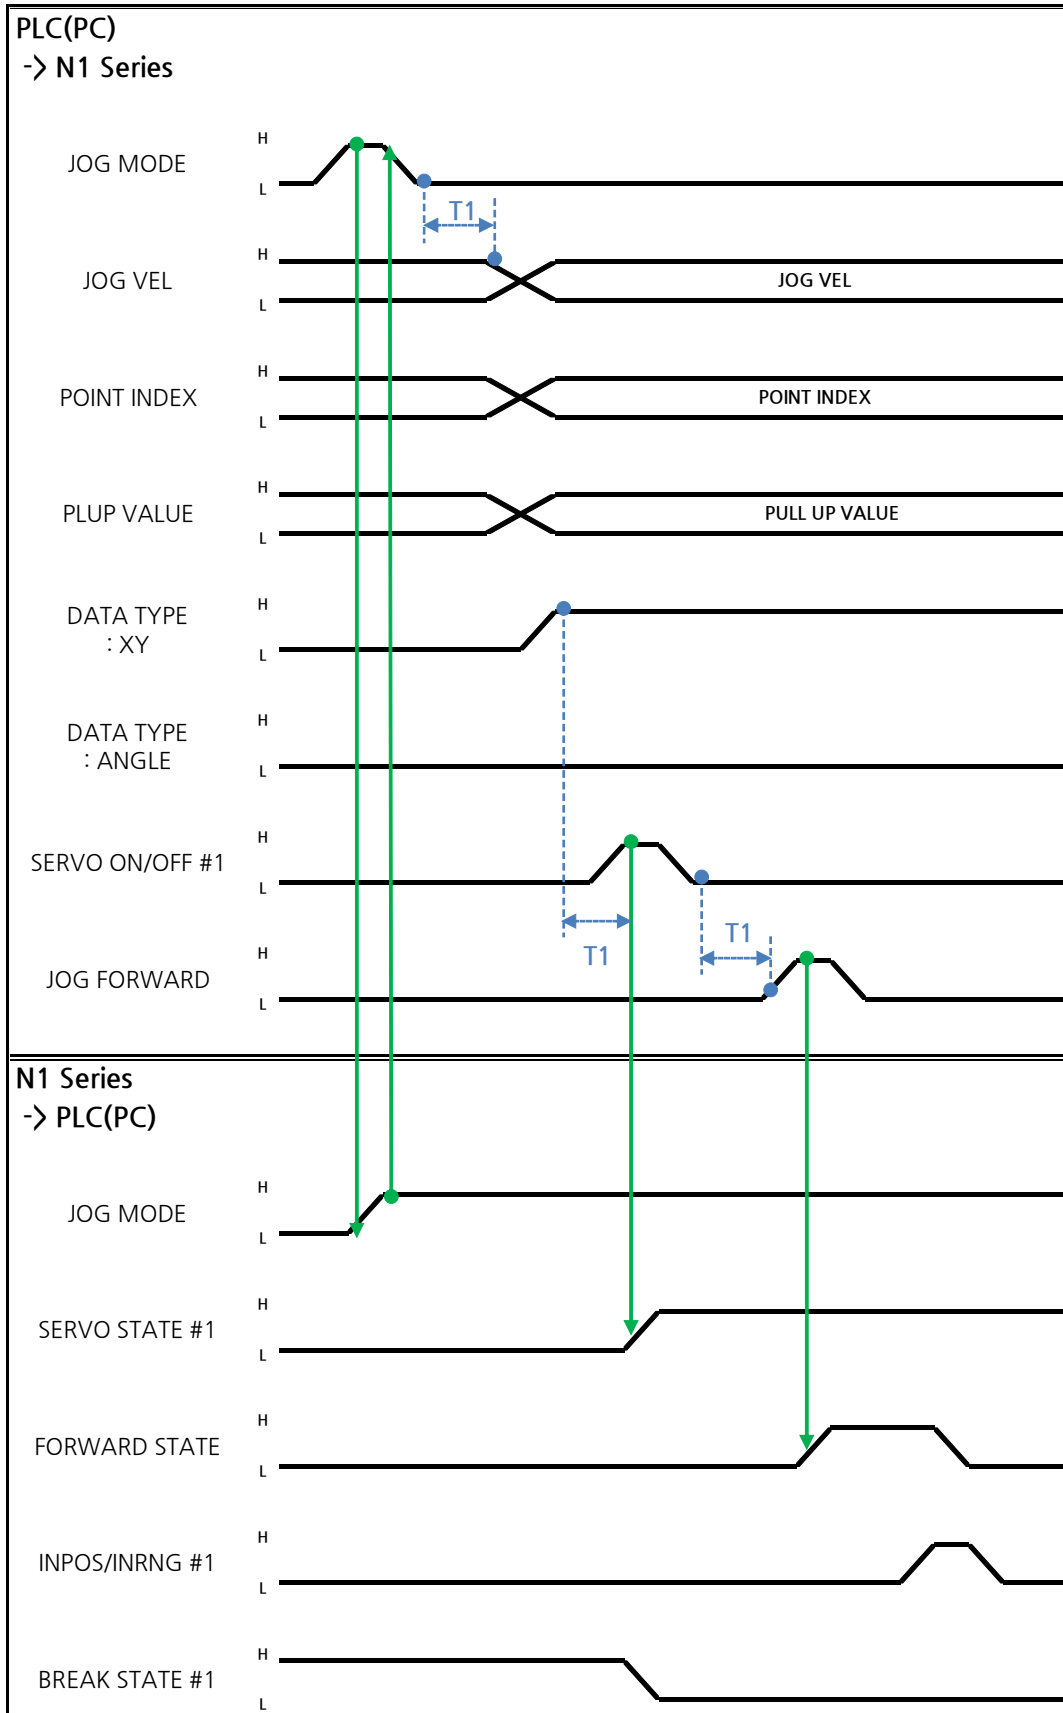 PLC(PC)
-> N1 Series
H
JOG MODE
L
T1
H
JOG VEL
JOG VEL
L
H
POINT INDEX
POINT INDEX
L
H
PLUP VALUE
PULL UP VALUE
L
H
DATA TYPE
: XY
L
H
DATA TYPE
: ANGLE
L
H
SERVO ON/OFF #1
L
T1
T1
H
JOG FORWARD
L
N1 Series
-> PLC(PC)
H
JOG MODE
L
H
SERVO STATE #1
L
H
FORWARD STATE
L
H
INPOS/INRNG #1
L
H
BREAK STATE #1
L